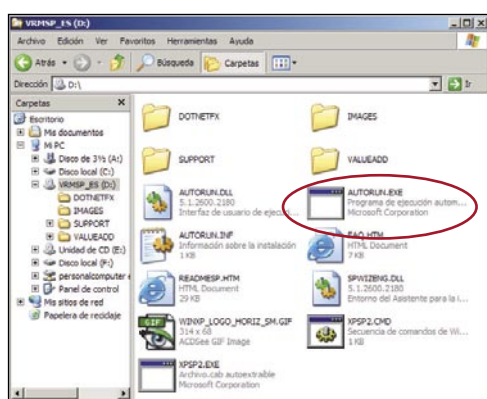 VRMSP_ES (D:)
Archivo Edición Ver Favoritos Herramientas Ayuda
Atrás Búsqueda Carpetas
Dirección D:\ Ir
Carpetas X
Escritorio
Mis documentos
Mi PC
Disco de 3½ (A:)
Disco local (C:)
VRMSP_ES (D:)
DOTNETFX
IMAGES
SUPPORT
VALUEADD
Unidad de CD (E:)
Disco local (F:)
personalcomputer
Panel de control
Mis sitios de red
Papelera de reciclaje
DOTNETFX
IMAGES
SUPPORT
VALUEADD
AUTORUN.DLL
5.1.2600.2180
Interfaz de usuario de ejecuci...
AUTORUN.EXE
Programa de ejecución autom...
Microsoft Corporation
AUTORUN.INF
Información sobre la instalación
1 KB
FAQ.HTM
HTML Document
7 KB
READMESP.HTM
HTML Document
29 KB
SPWIZENG.DLL
5.1.2600.2180
Entorno del Asistente para la i...
GIF
WINXP_LOGO_HORIZ_SM.GIF
314 x 68
ACDSee GIF Image
XPSP2.CMD
Secuencia de comandos de Wi...
1 KB
XPSP2.EXE
Archivo.cab autoextraíble
Microsoft Corporation